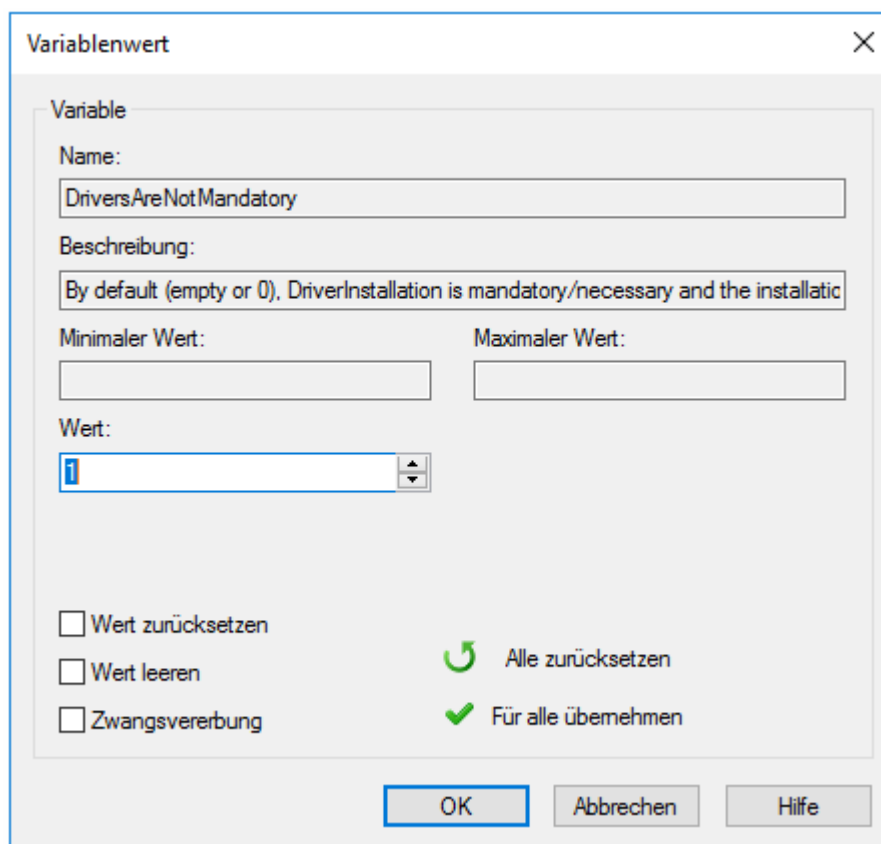 Variablenwert
Variable
Name:
DriversAreNotMandatory
Beschreibung:
By default (empty or 0), DriverInstallation is mandatory/necessary and the installatic
Minimaler Wert:
Maximaler Wert:
Wert:
1
Wert zurücksetzen
Alle zurücksetzen
Wert leeren
Für alle übernehmen
Zwangsvererbung
OK
Abbrechen
Hilfe